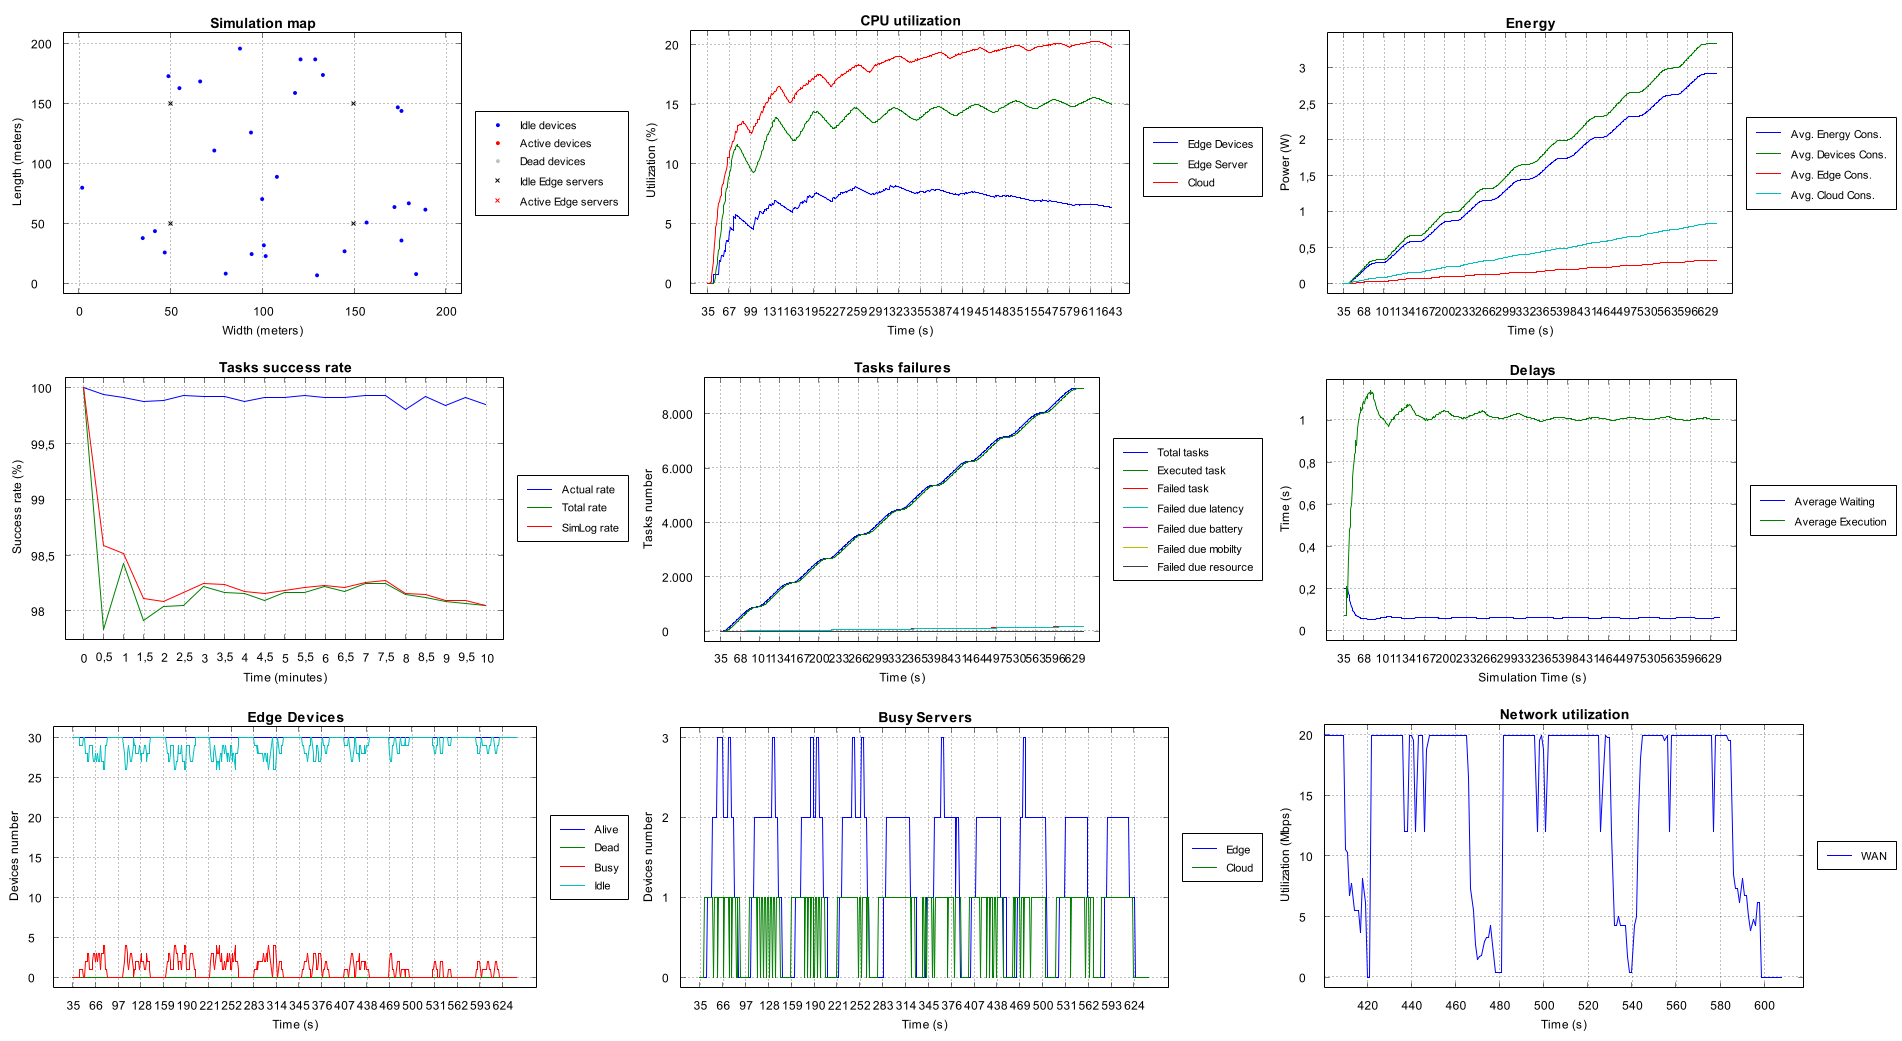 Simulation map
Length (meters)
200
150
100
50
0
0 50 100 150 200
Width (meters)
Idle devices
Active devices
Dead devices
Idle Edge servers
Active Edge servers
CPU utilization
Utilization (%)
20
15
10
5
0
35 67 99 131163195227259291323355387419451483515547579611643
Time (s)
Edge Devices
Edge Server
Cloud
Energy
Power (W)
3
2,5
2
1,5
1
0,5
0
35 68 101134167200233266299332365398431464497530563596629
Time (s)
Avg. Energy Cons.
Avg. Devices Cons.
Avg. Edge Cons.
Avg. Cloud Cons.
Tasks success rate
Success rate (%)
100
99,5
99
98,5
98
0 0,5 1 1,5 2 2,5 3 3,5 4 4,5 5 5,5 6 6,5 7 7,5 8 8,5 9 9,5 10
Time (minutes)
Actual rate
Total rate
SimLog rate
Tasks failures
Tasks number
8.000
6.000
4.000
2.000
0
35 68 101134167200233266299332365398431464497530563596629
Time (s)
Total tasks
Executed task
Failed task
Failed due latency
Failed due battery
Failed due mobilty
Failed due resource
Delays
Time (s)
1
0,8
0,6
0,4
0,2
0
35 68 101134167200233266299332365398431464497530563596629
Simulation Time (s)
Average Waiting
Average Execution
Edge Devices
Devices number
30
25
20
15
10
5
0
35 66 97 128 159 190 221252 283 314 345 376 407 438 469 500 531 562 593 624
Time (s)
Alive
Dead
Busy
Idle
Busy Servers
Devices number
3
2
1
0
35 66 97 128 159 190 221252 283 314 345 376 407 438 469 500 531 562 593 624
Time (s)
Edge
Cloud
Network utilization
Utilization (Mbps)
20
15
10
5
0
420 440 460 480 500 520 540 560 580 600
Time (s)
WAN